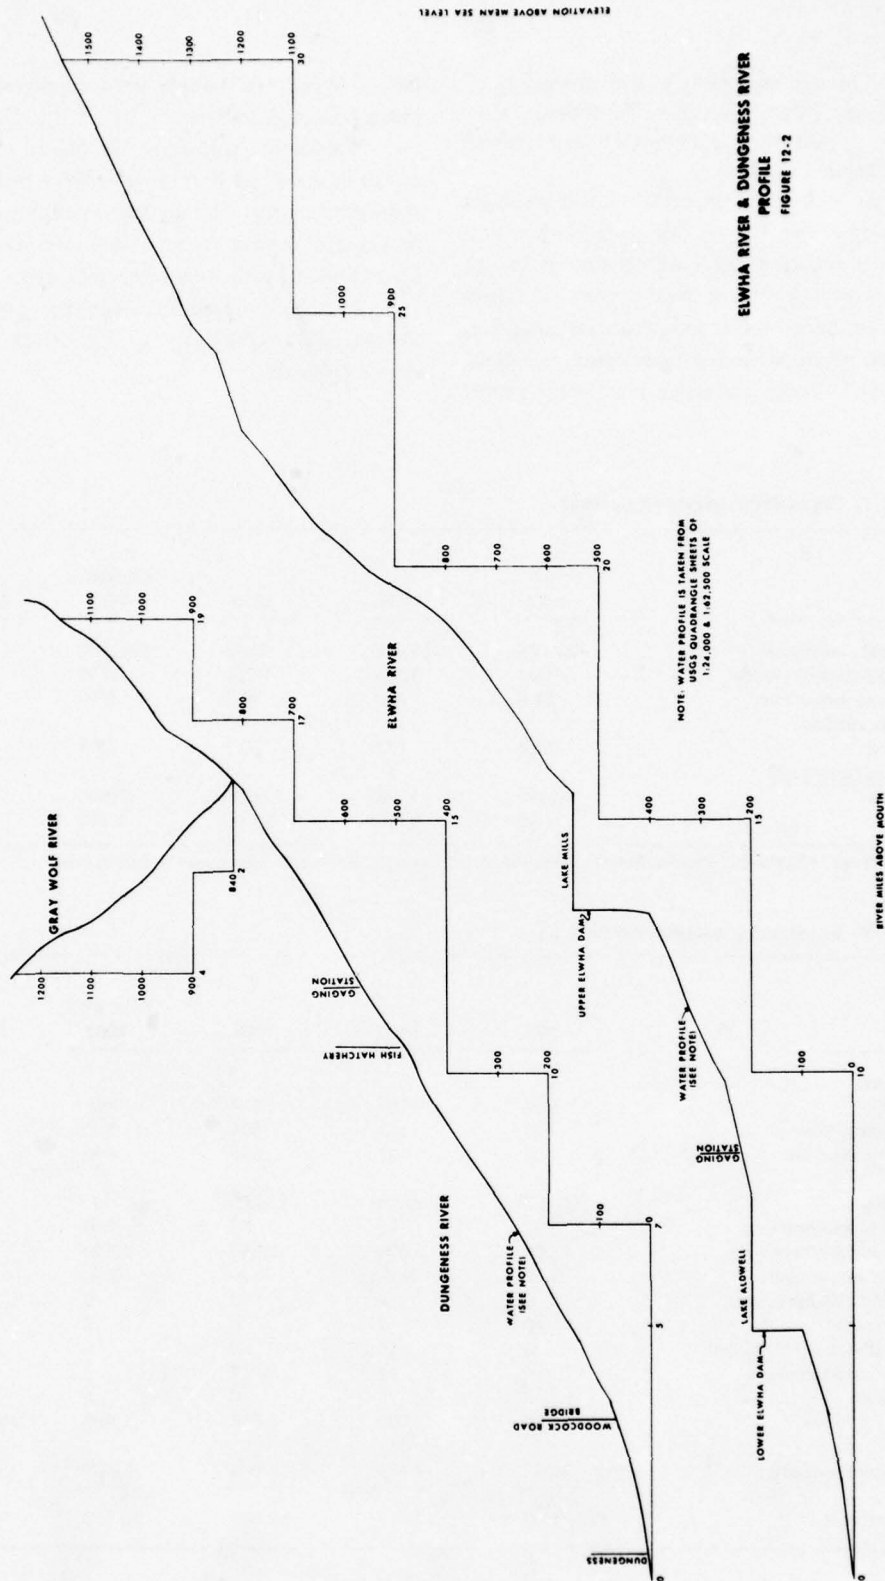 ELEVATION ABOVE MEAN SEA LEVEL
1500
1400
1300
1200
1100
30
1000
900
25
800
700
600
500
20
400
300
200
15
100
0
10
5
0
ELWHA RIVER & DUNGENESS RIVER
PROFILE
FIGURE 12-2
NOTE: WATER PROFILE IS TAKEN FROM
USGS QUADRANGLE SHEETS OF
1:24,000 & 1:62,500 SCALE
GRAY WOLF RIVER
1200
1100
1000
900
4
840
2
1100
1000
900
19
800
700
17
600
500
400
15
300
200
10
100
0
7
5
0
ELWHA RIVER
LAKE MILLS
UPPER ELWHA DAM
WATER PROFILE
(SEE NOTE)
GAGING
STATION
LAKE ALDWELL
LOWER ELWHA DAM
DUNGENESS RIVER
GAGING
STATION
FISH HATCHERY
WATER PROFILE
(SEE NOTE)
WOODCOCK ROAD
BRIDGE
DUNGENESS
RIVER MILES ABOVE MOUTH